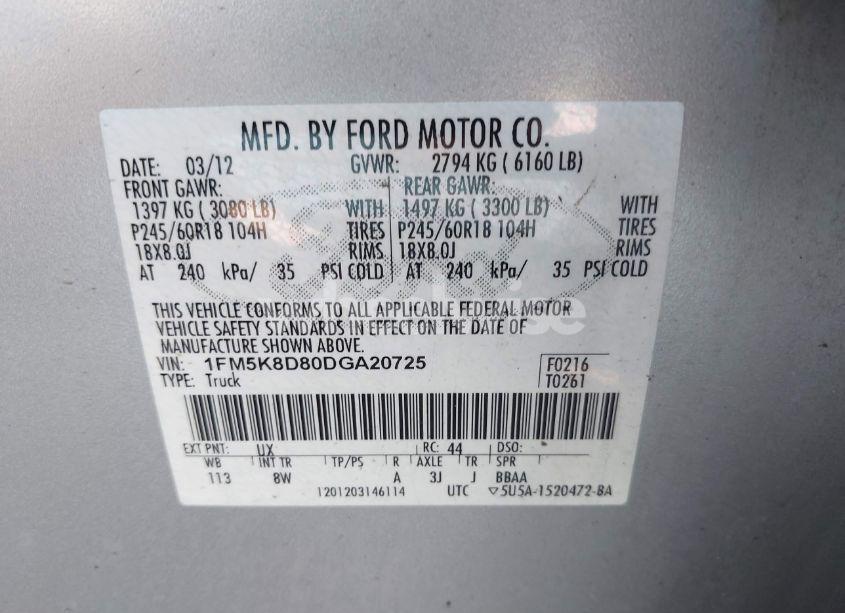 MFD. BY FORD MOTOR CO.
DATE: 03/12 GVWR: 2794 KG ( 6160 LB)
FRONT GAWR: REAR GAWR:
1397 KG ( 3080 LB) WITH 1497 KG ( 3300 LB) WITH
P245/60R18 104H TIRES P245/60R18 104H TIRES
18X8.0J RIMS 18X8.0J RIMS
AT 240 kPa/ 35 PSI COLD AT 240 kPa/ 35 PSI COLD
THIS VEHICLE CONFORMS TO ALL APPLICABLE FEDERAL MOTOR
VEHICLE SAFETY STANDARDS IN EFFECT ON THE DATE OF
MANUFACTURE SHOWN ABOVE.
VIN: 1FM5K8D80DGA20725 F0216
TYPE: Truck T0261
EXT PNT: UX RC: 44 DSO:
WB INT TR TP/PS R AXLE TR SPR
113 8W A 3J J BBAA
1201203146114 UTC ▽5U5A-1520472-BA